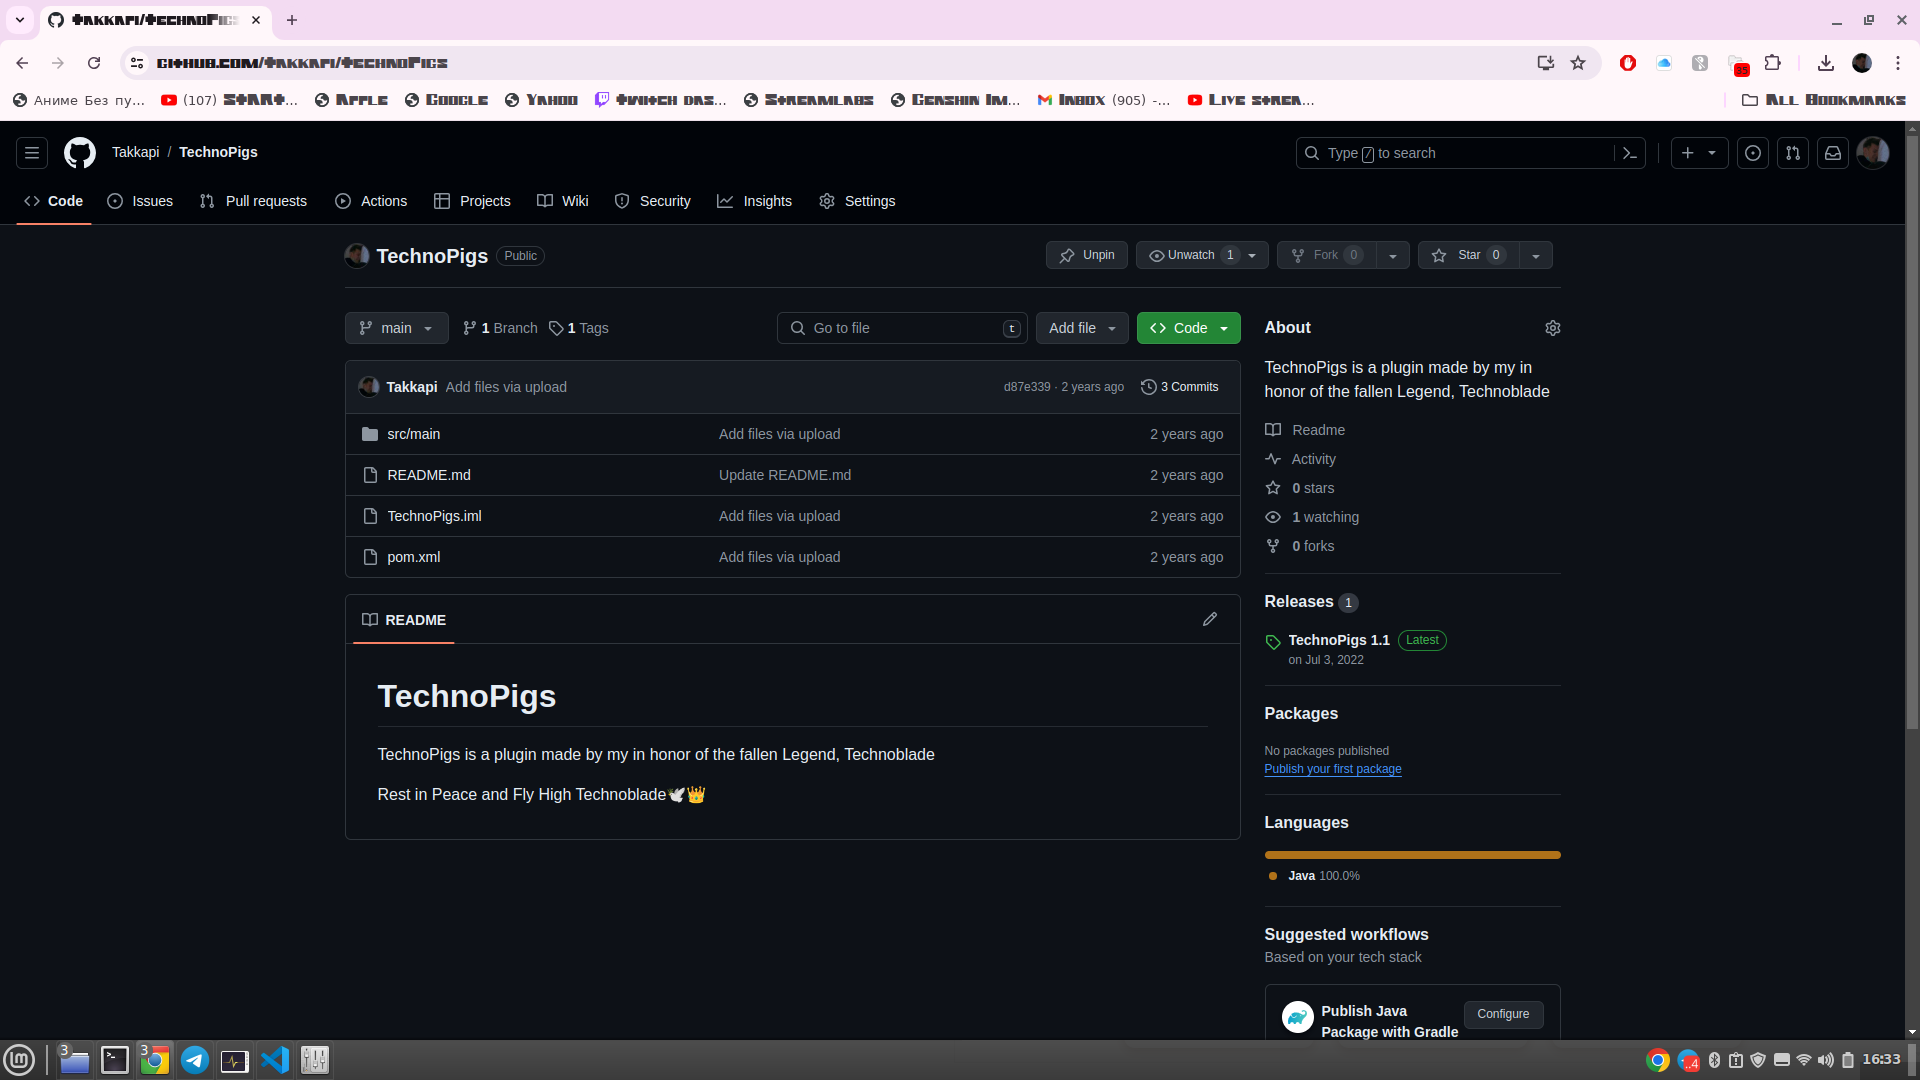 Takkapi/TechnoPigs
github.com/Takkapi/TechnoPigs
Аниме Без пу...
(107) START...
Apple
Google
Yahoo
Twitch das...
Streamlabs
Genshin Im...
Inbox (905) -...
Live strea...
All Bookmarks
Takkapi / TechnoPigs
Type / to search
Code
Issues
Pull requests
Actions
Projects
Wiki
Security
Insights
Settings
TechnoPigs Public
Unpin
Unwatch 1
Fork 0
Star 0
main
1 Branch
1 Tags
Go to file t
Add file
Code
Takkapi Add files via upload d87e339 · 2 years ago 3 Commits
src/main Add files via upload 2 years ago
README.md Update README.md 2 years ago
TechnoPigs.iml Add files via upload 2 years ago
pom.xml Add files via upload 2 years ago
README
TechnoPigs
TechnoPigs is a plugin made by my in honor of the fallen Legend, Technoblade
Rest in Peace and Fly High Technoblade🕊👑
About
TechnoPigs is a plugin made by my in
honor of the fallen Legend, Technoblade
Readme
Activity
0 stars
1 watching
0 forks
Releases 1
TechnoPigs 1.1 Latest
on Jul 3, 2022
Packages
No packages published
Publish your first package
Languages
Java 100.0%
Suggested workflows
Based on your tech stack
Publish Java
Package with Gradle
Configure
3
3
16:33